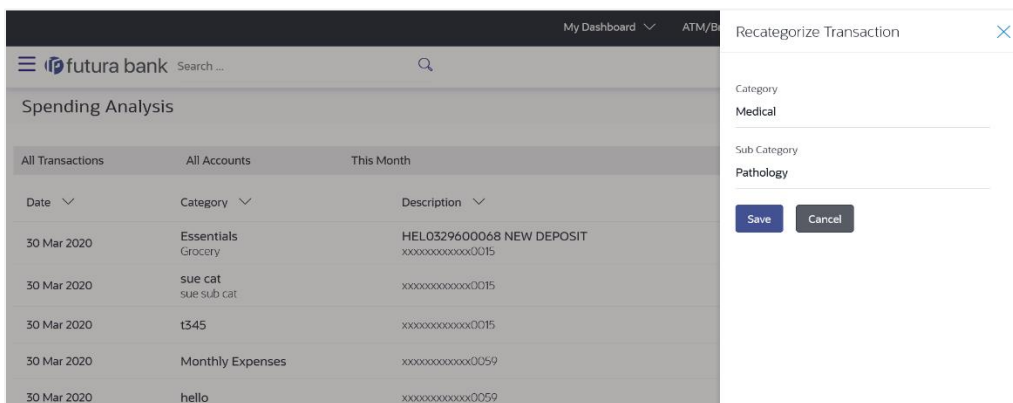 My Dashboard ATM/B
futura bank Search ...
Spending Analysis
All Transactions All Accounts This Month
Date Category Description
30 Mar 2020 Essentials HEL0329600068 NEW DEPOSIT
Grocery xxxxxxxxxxxx0015
30 Mar 2020 sue cat xxxxxxxxxxxx0015
sue sub cat
30 Mar 2020 t345 xxxxxxxxxxxx0015
30 Mar 2020 Monthly Expenses xxxxxxxxxxxx0059
30 Mar 2020 hello xxxxxxxxxxxx0059
Recategorize Transaction
Category
Medical
Sub Category
Pathology
Save Cancel